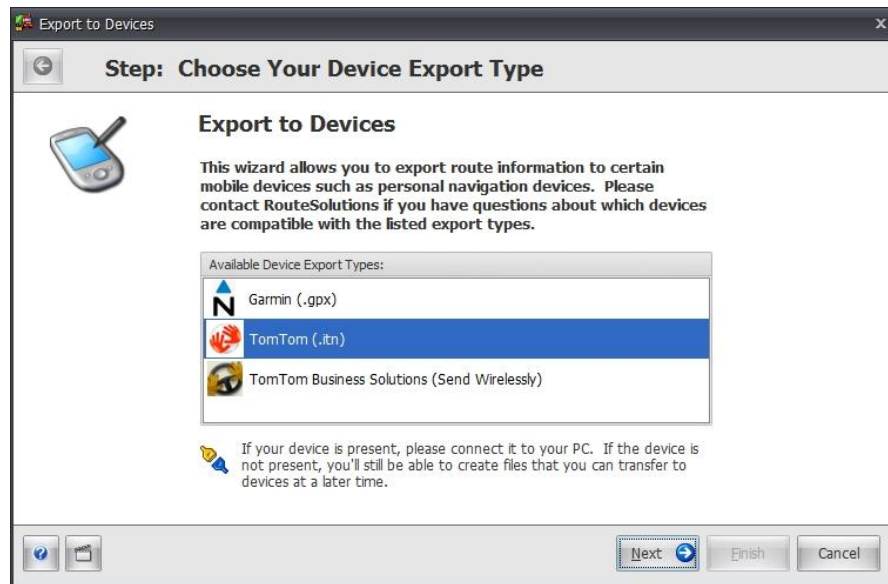 Export to Devices
x
Step: Choose Your Device Export Type
Export to Devices
This wizard allows you to export route information to certain
mobile devices such as personal navigation devices. Please
contact RouteSolutions if you have questions about which devices
are compatible with the listed export types.
Available Device Export Types:
N
Garmin (.gpx)
TomTom (.itn)
TomTom Business Solutions (Send Wirelessly)
If your device is present, please connect it to your PC. If the device is
not present, you'll still be able to create files that you can transfer to
devices at a later time.
? Next Finish Cancel